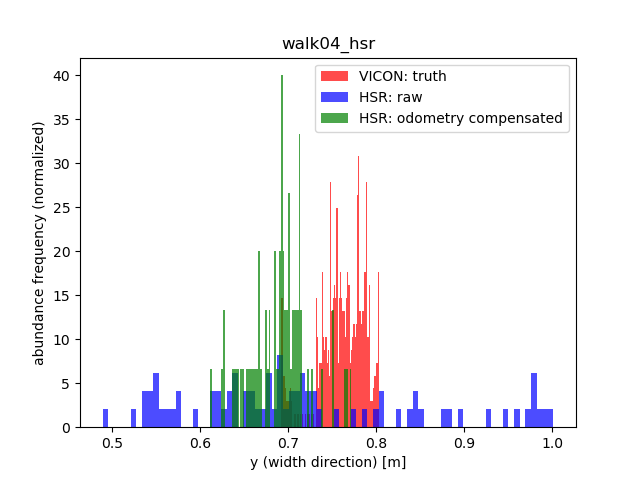 walk04_hsr
VICON: truth
HSR: raw
HSR: odometry compensated
abundance frequency (normalized)
40
35
30
25
20
15
10
5
0
0.5 0.6 0.7 0.8 0.9 1.0
y (width direction) [m]